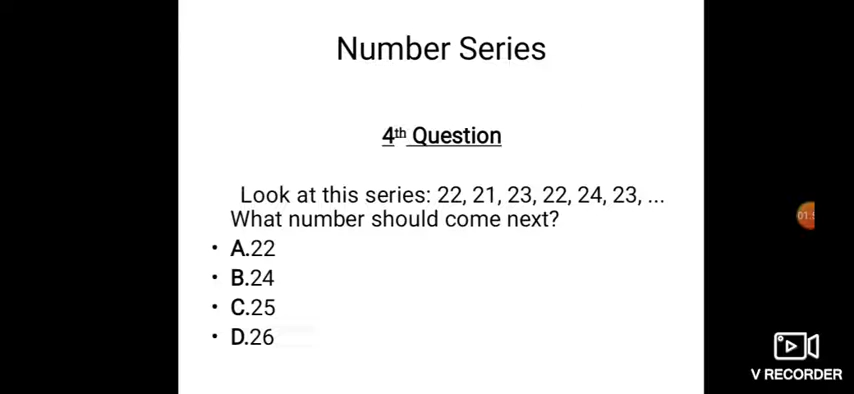 Number Series
4th Question
Look at this series: 22, 21, 23, 22, 24, 23, ...
What number should come next?
• A.22
• B.24
• C.25
• D.26
V RECORDER